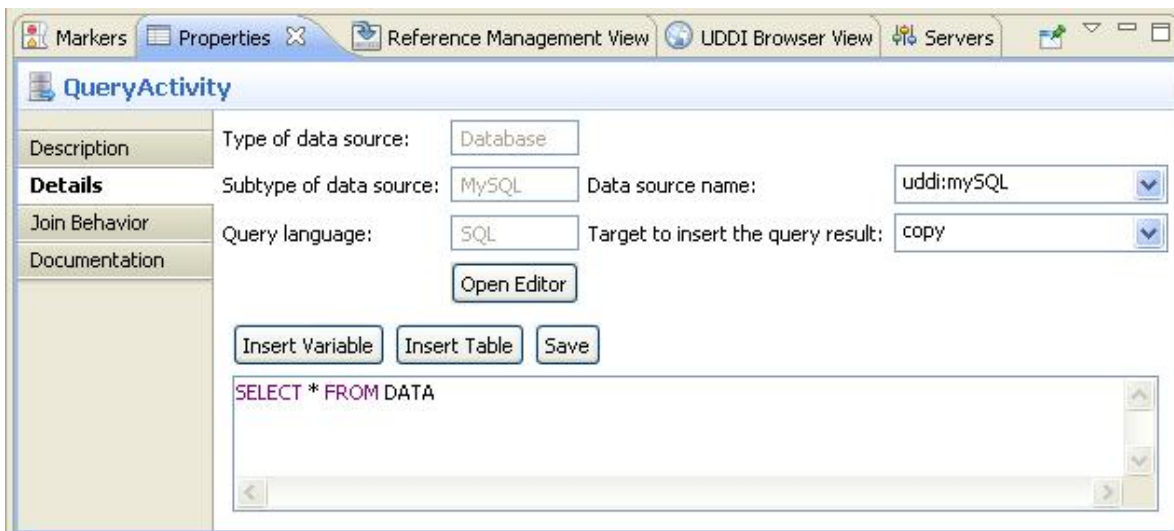 Markers Properties Reference Management View UDDI Browser View Servers
QueryActivity
Description
Details
Join Behavior
Documentation
Type of data source: Database
Subtype of data source: MySQL Data source name: uddi:mySQL
Query language: SQL Target to insert the query result: copy
Open Editor
Insert Variable Insert Table Save
SELECT * FROM DATA